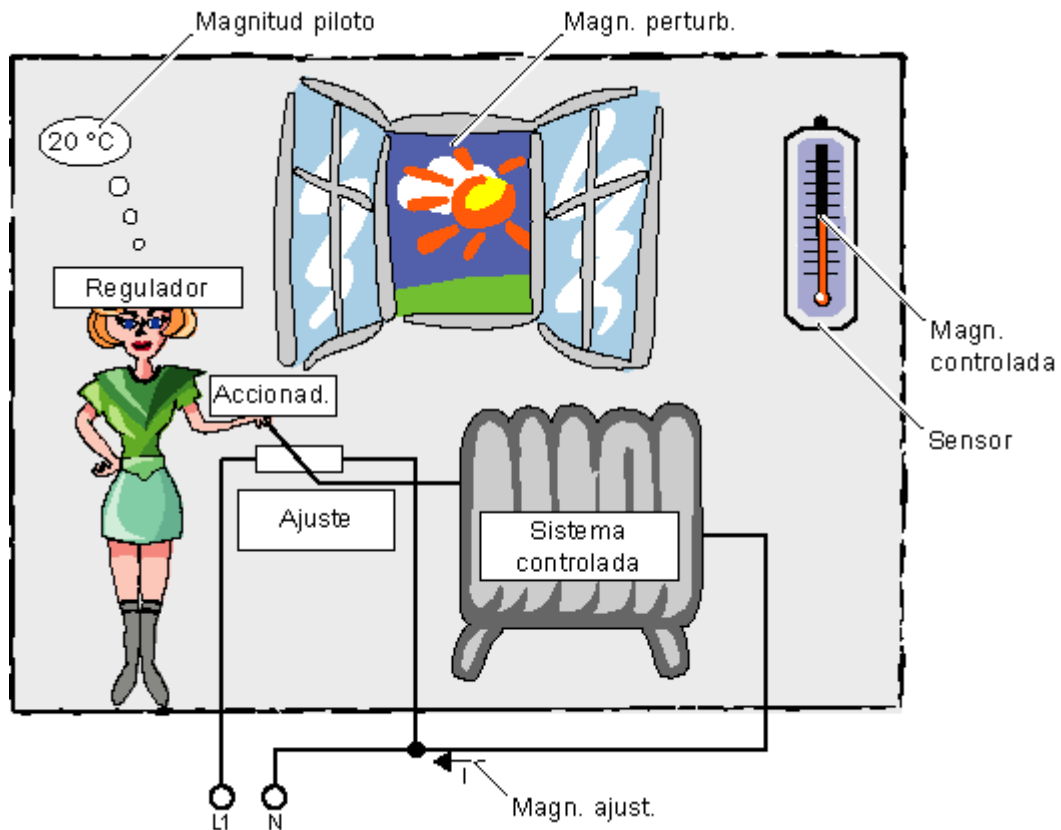 Magnitud piloto
Magn. perturb.
20 °C
Regulador
Magn.
controlada
Accionad.
Sensor
Ajuste
Sistema
controlada
I
Magn. ajust.
L1
N